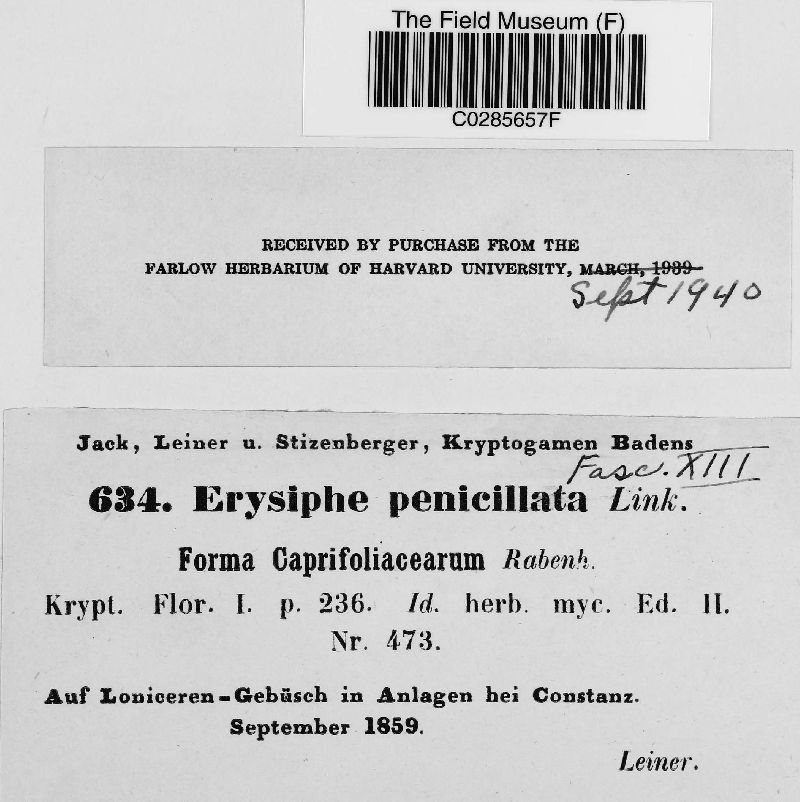 The Field Museum (F)
C0285657F
RECEIVED BY PURCHASE FROM THE
FARLOW HERBARIUM OF HARVARD UNIVERSITY, MARCH, 1939
Sept 1940
Jack, Leiner u. Stizenberger, Kryptogamen Badens
Fasc. XIII
634. Erysiphe penicillata Link.
Forma Caprifoliacearum Rabenh.
Krypt. Flor. I. p. 236. Id. herb. myc. Ed. II.
Nr. 473.
Auf Loniceren-Gebüsch in Anlagen hei Constanz.
September 1859.
Leiner.